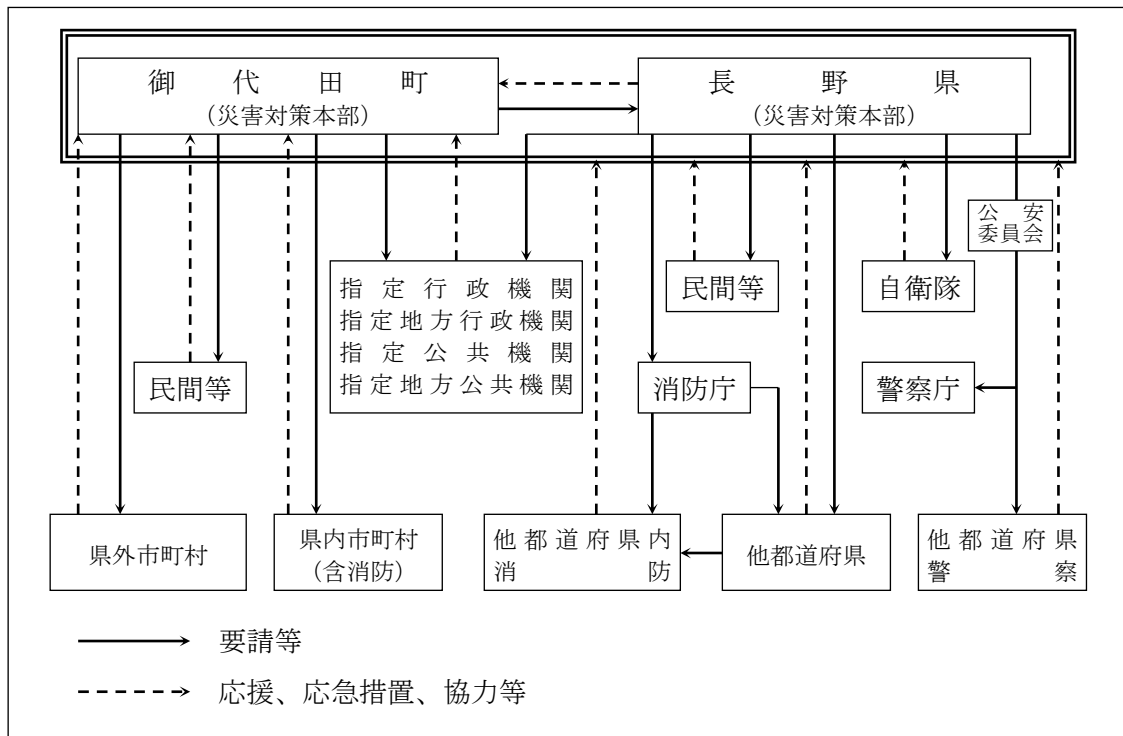 御代田町
（災害対策本部）
長野県
（災害対策本部）
公安
委員会
指定行政機関
指定地方行政機関
指定公共機関
指定地方公共機関
民間等
自衛隊
民間等
消防庁
警察庁
県外市町村
県内市町村
（含消防）
他都道府県内
消防
他都道府県
他都道府県
警察
要請等
応援、応急措置、協力等